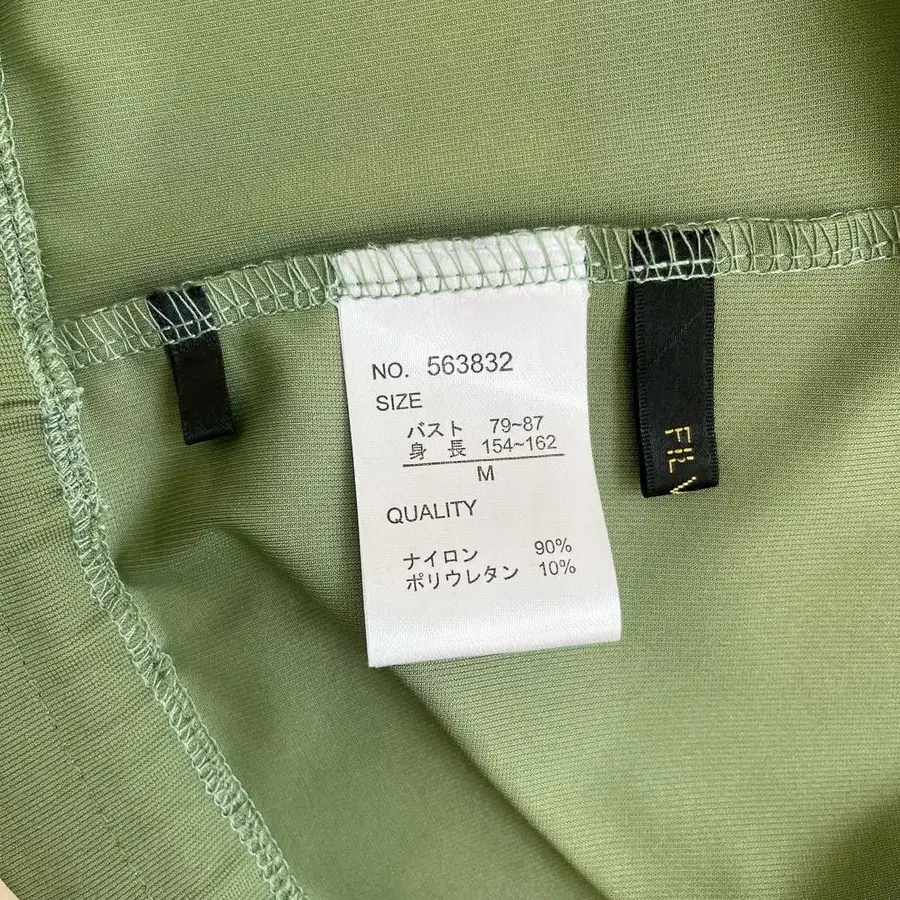 NO. 563832
SIZE
バスト 79~87
身 長 154~162
M
QUALITY
ナイロン 90%
ポリウレタン 10%
FIL